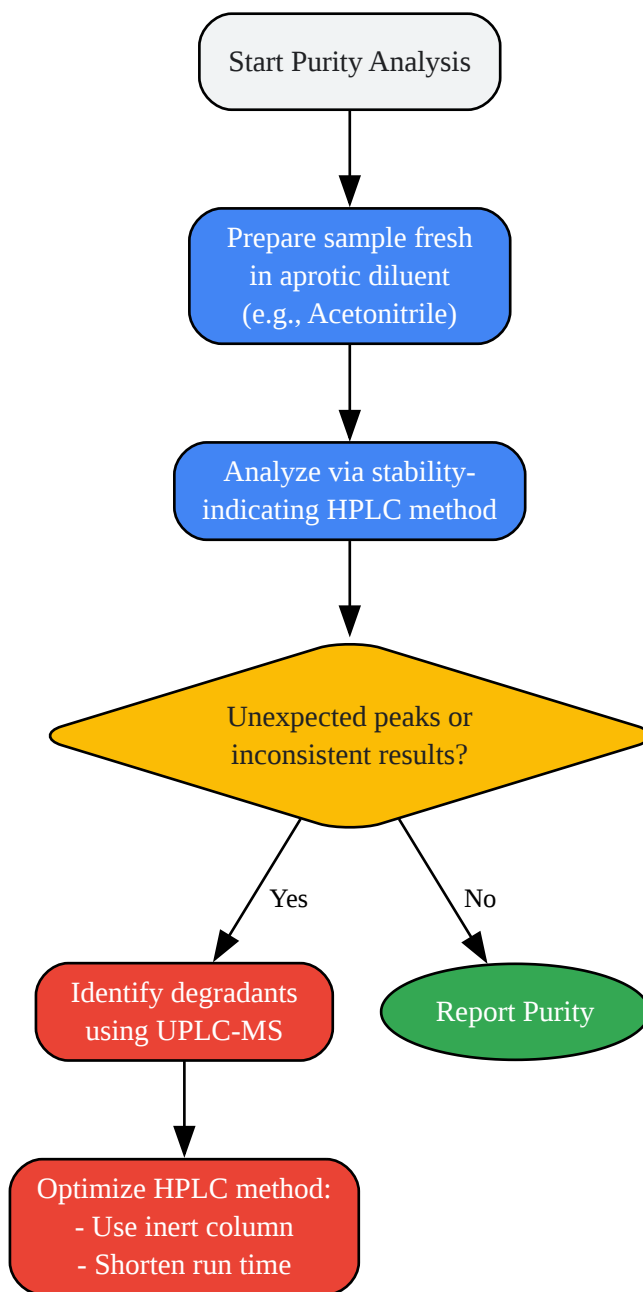 Start Purity Analysis
Prepare sample fresh
in aprotic diluent
(e.g., Acetonitrile)
Analyze via stability-
indicating HPLC method
Unexpected peaks or
inconsistent results?
Yes
No
Identify degradants
using UPLC-MS
Report Purity
Optimize HPLC method:
- Use inert column
- Shorten run time